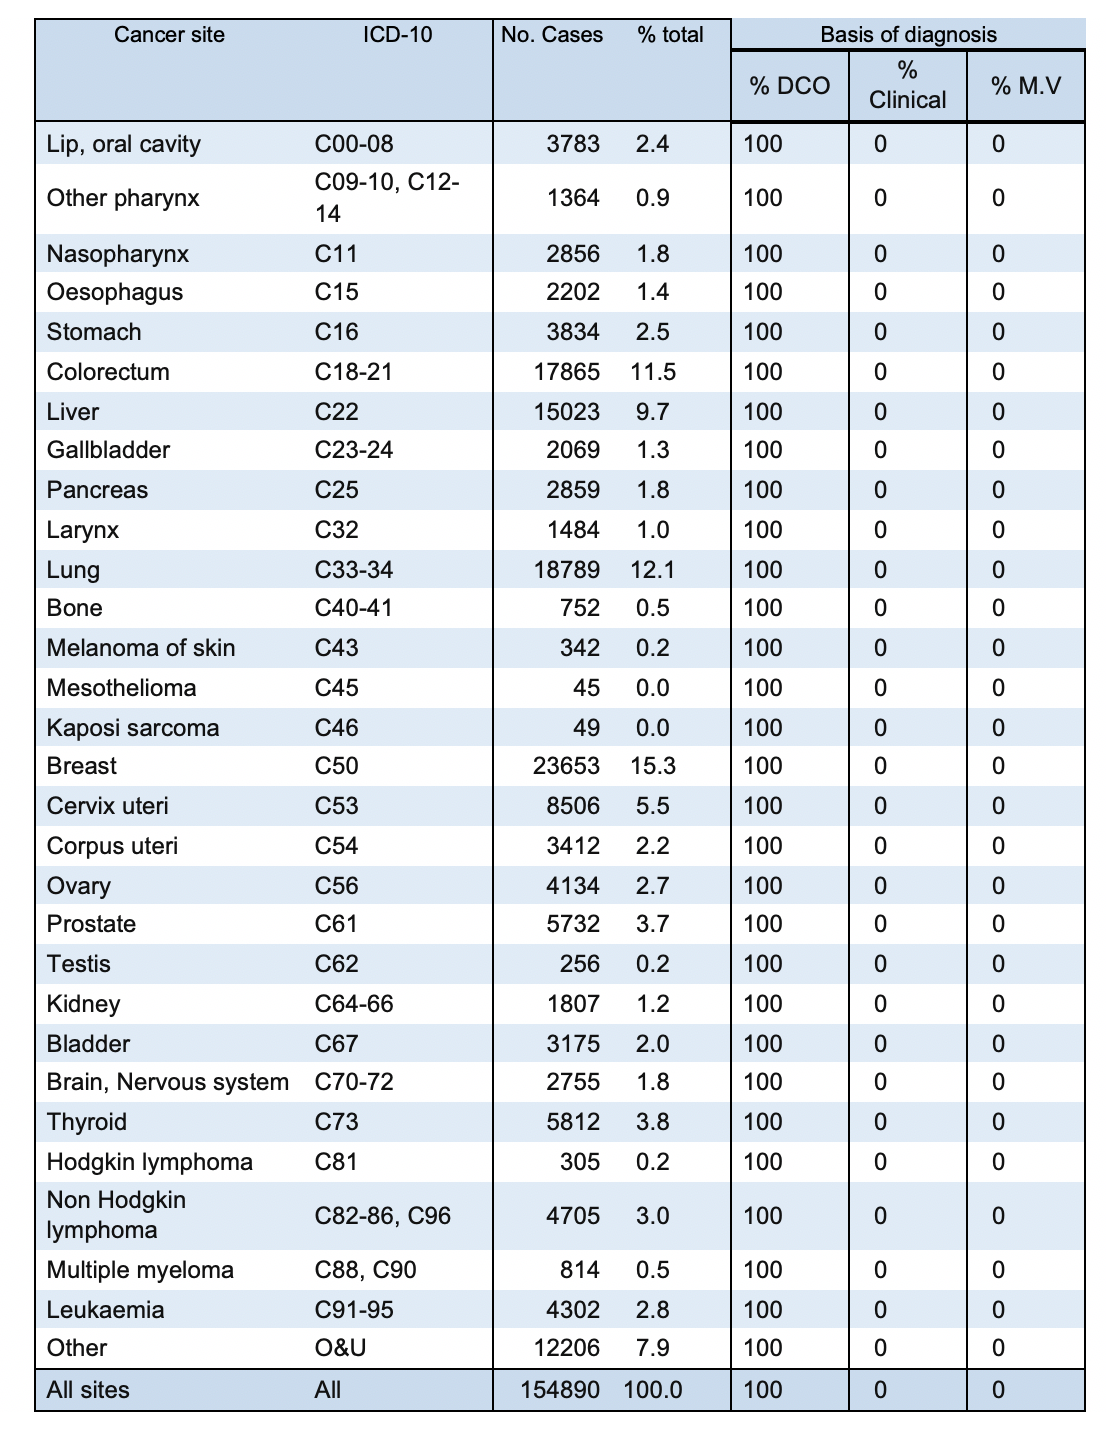 Cancer site ICD-10 No. Cases % total Basis of diagnosis
% DCO % Clinical % M.V
Lip, oral cavity C00-08 3783 2.4 100 0 0
Other pharynx C09-10, C12-14 1364 0.9 100 0 0
Nasopharynx C11 2856 1.8 100 0 0
Oesophagus C15 2202 1.4 100 0 0
Stomach C16 3834 2.5 100 0 0
Colorectum C18-21 17865 11.5 100 0 0
Liver C22 15023 9.7 100 0 0
Gallbladder C23-24 2069 1.3 100 0 0
Pancreas C25 2859 1.8 100 0 0
Larynx C32 1484 1.0 100 0 0
Lung C33-34 18789 12.1 100 0 0
Bone C40-41 752 0.5 100 0 0
Melanoma of skin C43 342 0.2 100 0 0
Mesothelioma C45 45 0.0 100 0 0
Kaposi sarcoma C46 49 0.0 100 0 0
Breast C50 23653 15.3 100 0 0
Cervix uteri C53 8506 5.5 100 0 0
Corpus uteri C54 3412 2.2 100 0 0
Ovary C56 4134 2.7 100 0 0
Prostate C61 5732 3.7 100 0 0
Testis C62 256 0.2 100 0 0
Kidney C64-66 1807 1.2 100 0 0
Bladder C67 3175 2.0 100 0 0
Brain, Nervous system C70-72 2755 1.8 100 0 0
Thyroid C73 5812 3.8 100 0 0
Hodgkin lymphoma C81 305 0.2 100 0 0
Non Hodgkin lymphoma C82-86, C96 4705 3.0 100 0 0
Multiple myeloma C88, C90 814 0.5 100 0 0
Leukaemia C91-95 4302 2.8 100 0 0
Other O&U 12206 7.9 100 0 0
All sites All 154890 100.0 100 0 0